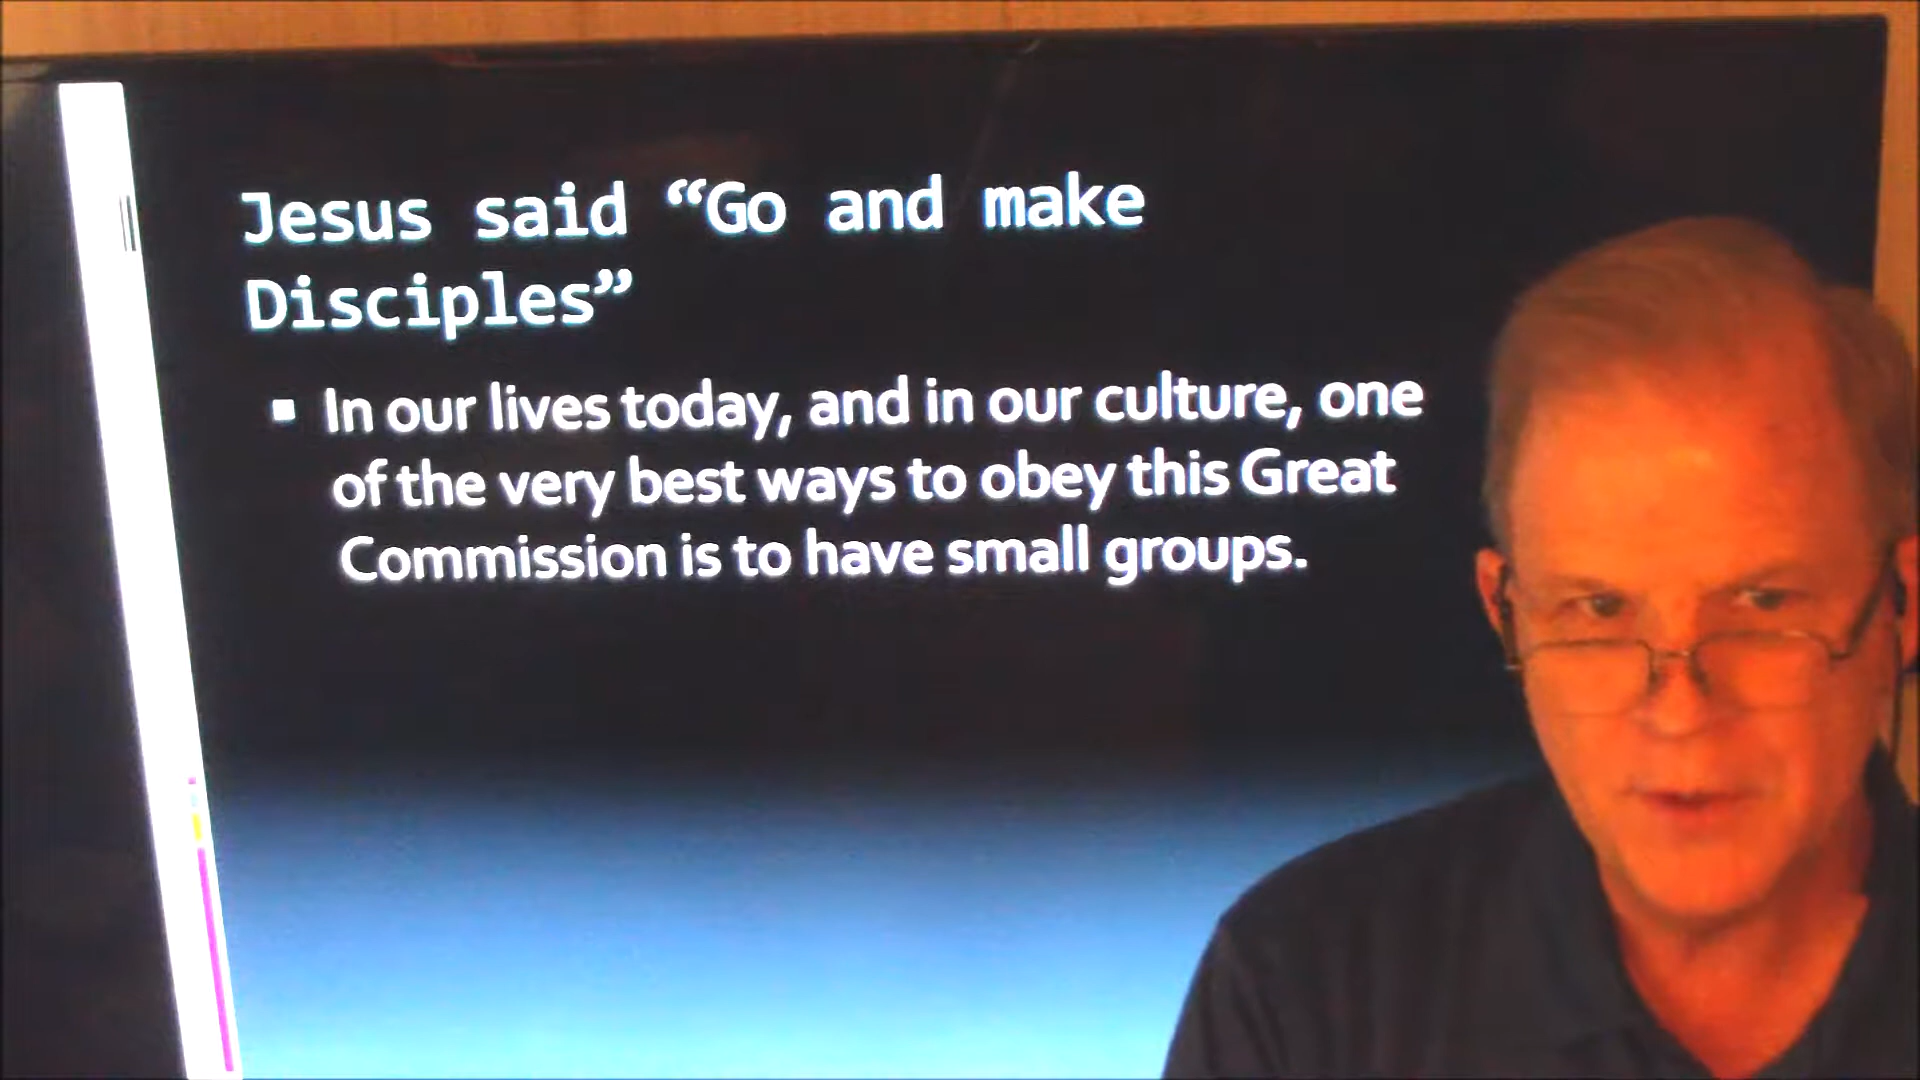 Jesus said “Go and make
Disciples”
▪ In our lives today, and in our culture, one
of the very best ways to obey this Great
Commission is to have small groups.